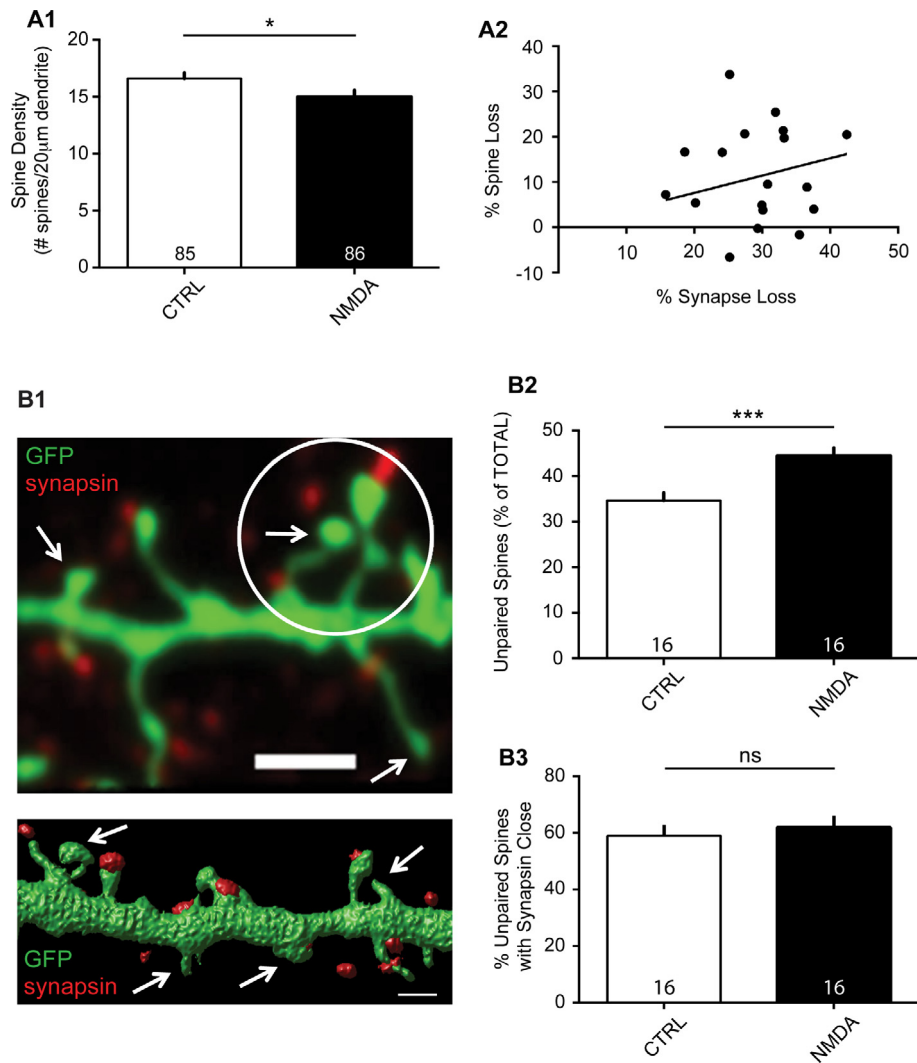 A1
*
Spine Density
(# spines/20μm dendrite)
20
15
10
5
0
85
86
CTRL
NMDA
A2
% Spine Loss
40
30
20
10
0
-10
10
20
30
40
50
% Synapse Loss
B1
GFP
synapsin
GFP
synapsin
B2
***
Unpaired Spines (% of TOTAL)
50
40
30
20
10
0
16
16
CTRL
NMDA
B3
ns
% Unpaired Spines
with Synapsin Close
80
60
40
20
0
16
16
CTRL
NMDA